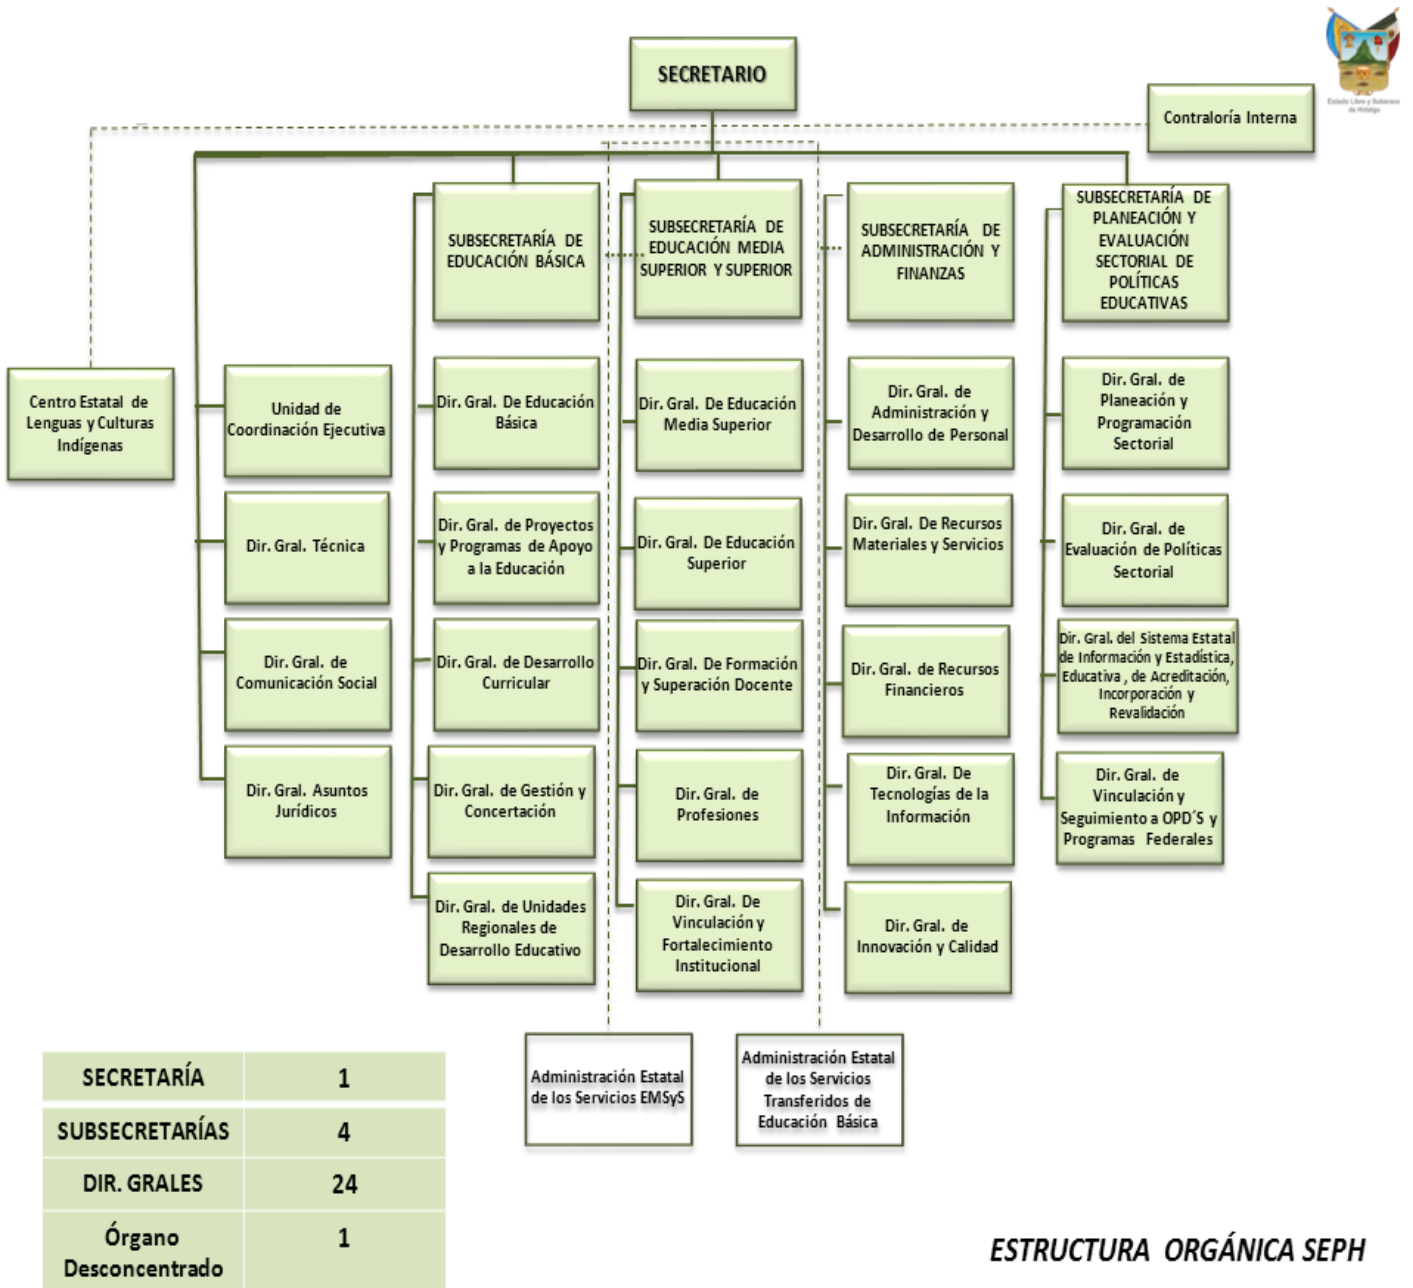 SECRETARIO
Estado Libre y Soberano
de Hidalgo
Contraloría Interna
SUBSECRETARÍA DE
EDUCACIÓN BÁSICA
SUBSECRETARÍA DE
EDUCACIÓN MEDIA
SUPERIOR Y SUPERIOR
SUBSECRETARÍA DE
ADMINISTRACIÓN Y
FINANZAS
SUBSECRETARÍA DE
PLANEACIÓN Y
EVALUACIÓN
SECTORIAL DE
POLÍTICAS
EDUCATIVAS
Centro Estatal de
Lenguas y Culturas
Indígenas
Unidad de
Coordinación Ejecutiva
Dir. Gral. Técnica
Dir. Gral. de
Comunicación Social
Dir. Gral. Asuntos
Jurídicos
Dir. Gral. De Educación
Básica
Dir. Gral. de Proyectos
y Programas de Apoyo
a la Educación
Dir. Gral. de Desarrollo
Curricular
Dir. Gral. de Gestión y
Concertación
Dir. Gral. de Unidades
Regionales de
Desarrollo Educativo
Dir. Gral. De Educación
Media Superior
Dir. Gral. De Educación
Superior
Dir. Gral. De Formación
y Superación Docente
Dir. Gral. de
Profesiones
Dir. Gral. De
Vinculación y
Fortalecimiento
Institucional
Dir. Gral. de
Administración y
Desarrollo de Personal
Dir. Gral. De Recursos
Materiales y Servicios
Dir. Gral. de Recursos
Financieros
Dir. Gral. De
Tecnologías de la
Información
Dir. Gral. de
Innovación y Calidad
Dir. Gral. de
Planeación y
Programación
Sectorial
Dir. Gral. de
Evaluación de Políticas
Sectorial
Dir. Gral. del Sistema Estatal
de Información y Estadística,
Educativa , de Acreditación,
Incorporación y
Revalidación
Dir. Gral. de
Vinculación y
Seguimiento a OPD´S y
Programas Federales
Administración Estatal
de los Servicios EMSyS
Administración Estatal
de los Servicios
Transferidos de
Educación Básica
SECRETARÍA 1
SUBSECRETARÍAS 4
DIR. GRALES 24
Órgano 1
Desconcentrado
ESTRUCTURA ORGÁNICA SEPH